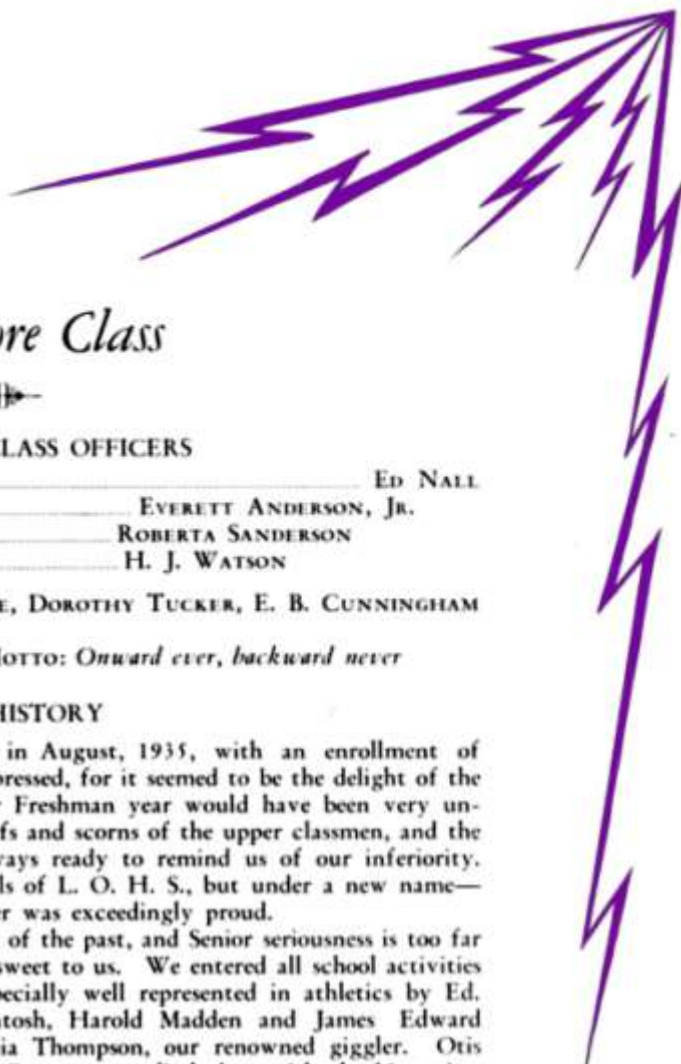 ore Class
LASS OFFICERS
ED NALL
EVERETT ANDERSON, JR.
ROBERTA SANDERSON
H. J. WATSON
E, DOROTHY TUCKER, E. B. CUNNINGHAM
OTTO: Onward ever, backward never
HISTORY
in August, 1935, with an enrollment of
pressed, for it seemed to be the delight of the
Freshman year would have been very un-
fs and scorns of the upper classmen, and the
ways ready to remind us of our inferiority.
ls of L. O. H. S., but under a new name—
er was exceedingly proud.
of the past, and Senior seriousness is too far
sweet to us. We entered all school activities
pecially well represented in athletics by Ed.
ntosh, Harold Madden and James Edward
ia Thompson, our renowned giggler. Otis